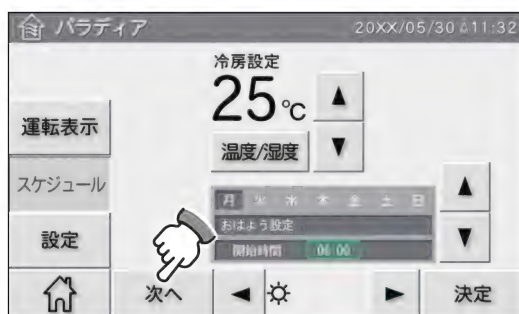 パラディア 20XX/05/30 11:32
冷房設定
25℃
▲
▼
温度/湿度
運転表示
スケジュール
設定
月 火 水 木 金 土 日
おはよう設定
開始時間 06:00
▲
▼
次へ ◀ ▶ 決定